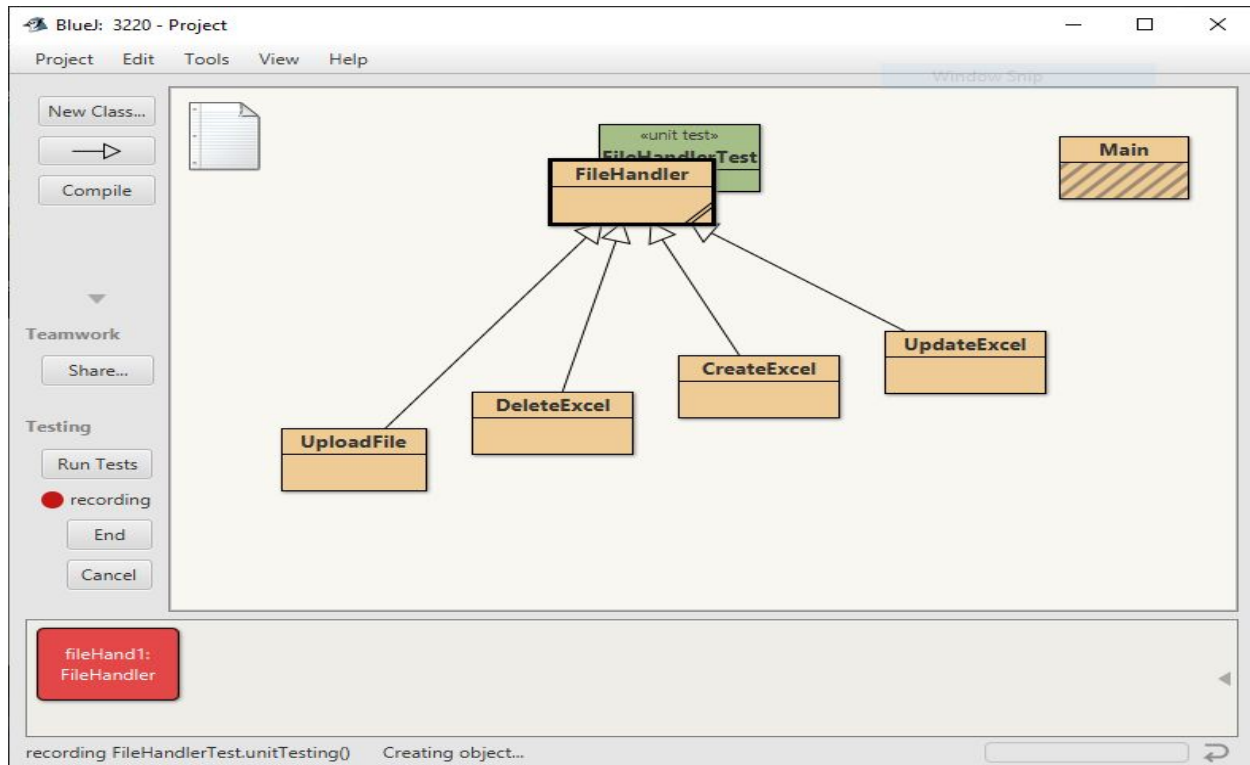 BlueJ: 3220 - Project
Project Edit Tools View Help
Window Snip
New Class...
Compile
Teamwork
Share...
Testing
Run Tests
recording
End
Cancel
«unit test»
FileHandlerTest
FileHandler
Main
UpdateExcel
CreateExcel
DeleteExcel
UploadFile
fileHand1:
FileHandler
recording FileHandlerTest.unitTesting() Creating object...